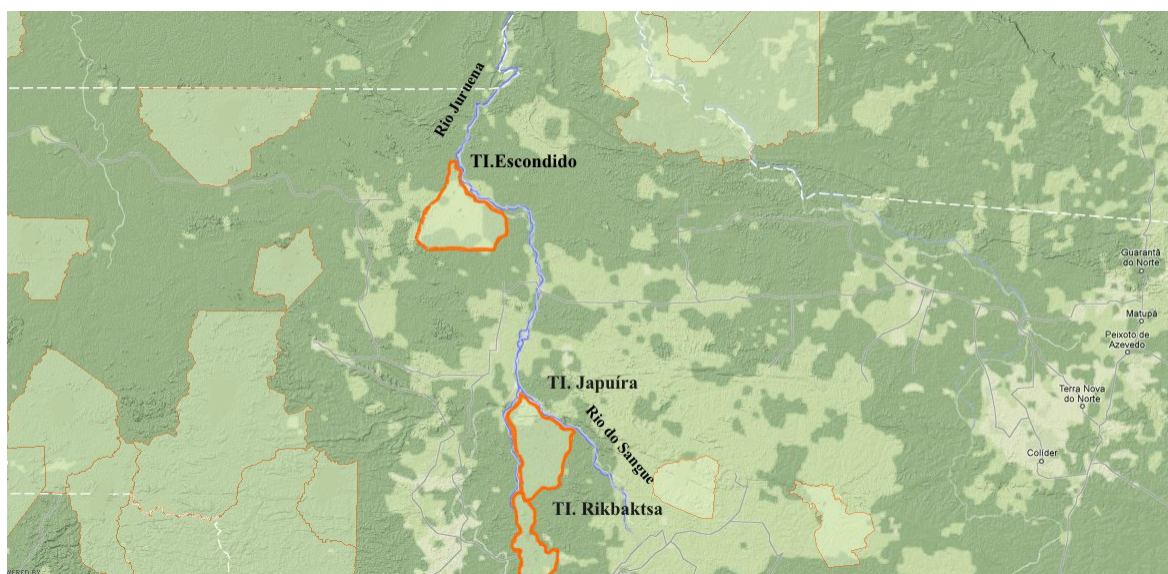 Rio Juruena
TI.Escondido
Guarantã
do Norte
Matupá
Peixoto de
Azevedo
TI. Japuíra
Terra Nova
do Norte
Rio do Sangue
Colíder
TI. Rikbaktsa